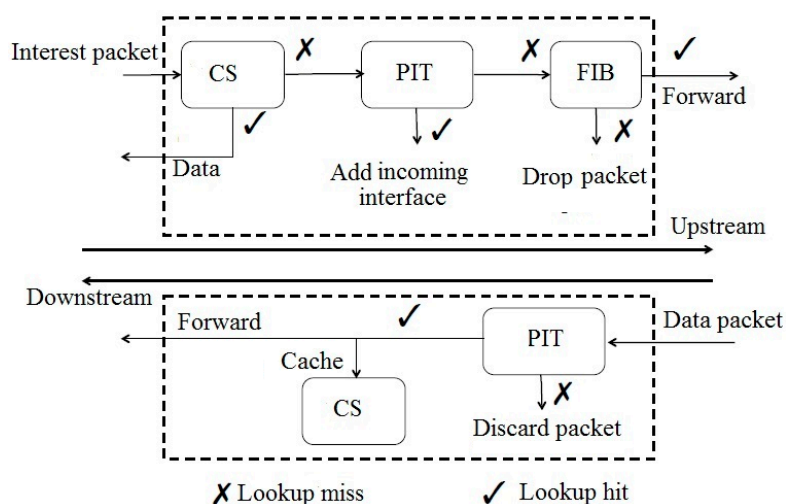 Interest packet
CS
PIT
FIB
Forward
Data
Add incoming
interface
Drop packet
Upstream
Downstream
Forward
Data packet
PIT
Cache
CS
Discard packet
Lookup miss
Lookup hit